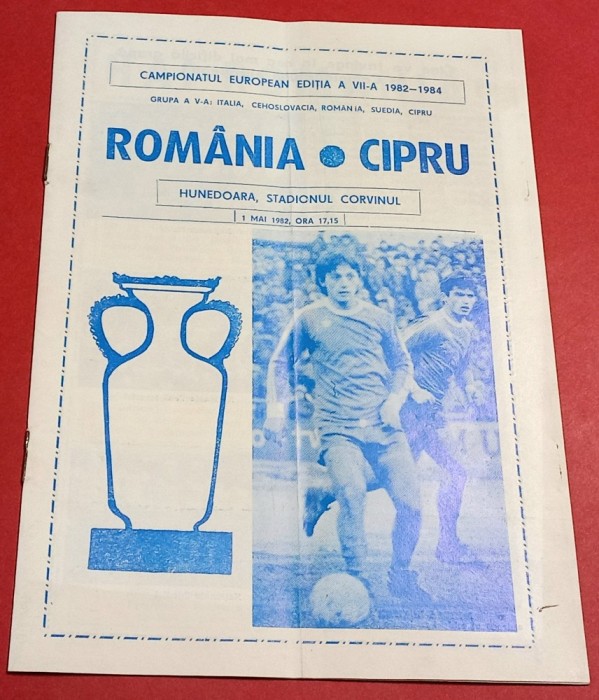 CAMPIONATUL EUROPEAN EDIȚIA A VII-A 1982—1984
GRUPA A V-A: ITALIA, CEHOSLOVACIA, ROMÂNIA, SUEDIA, CIPRU
ROMÂNIA ● CIPRU
HUNEDOARA, STADIONUL CORVINUL
1 MAI 1982, ORA 17,15